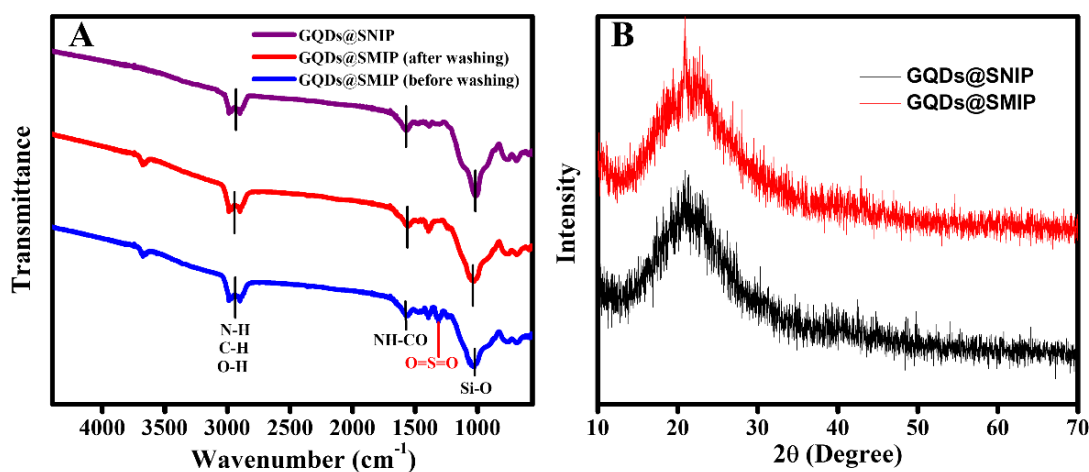 A
GQDs@SNIP
GQDs@SMIP (after washing)
GQDs@SMIP (before washing)
Transmittance
N-H
C-H
O-H
NH-CO
O=S=O
Si-O
4000 3500 3000 2500 2000 1500 1000
Wavenumber (cm-1)
B
GQDs@SNIP
GQDs@SMIP
Intensity
10 20 30 40 50 60 70
2θ (Degree)